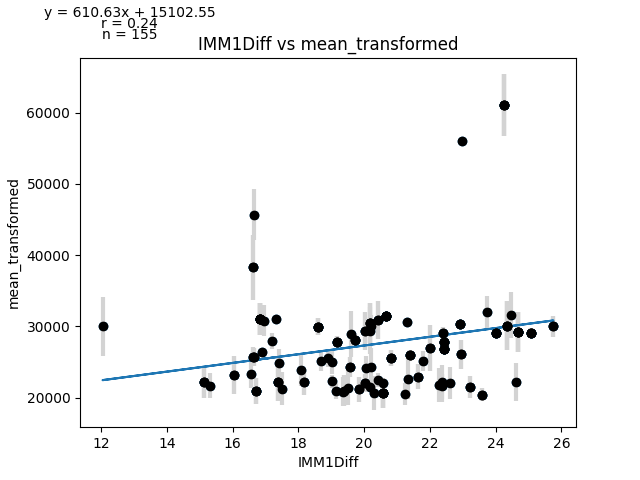 y = 610.63x + 15102.55
r = 0.24
n = 155
IMM1Diff vs mean_transformed
60000
50000
40000
30000
20000
mean_transformed
12 14 16 18 20 22 24 26
IMM1Diff